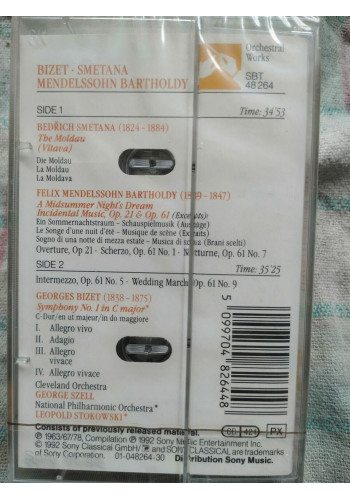 Orchestral
Works
SBT
48264
BIZET · SMETANA
MENDELSSOHN BARTHOLDY
SIDE 1
Time: 34'53
BEDŘICH SMETANA (1824 – 1884)
The Moldau
(Vltava)
Die Moldau
La Moldau
La Moldava
FELIX MENDELSSOHN BARTHOLDY (1809 –1847)
A Midsummer Night's Dream
Incidental Music, Op. 21 & Op. 61 (Excerpts)
Ein Sommernachtstraum – Schauspielmusik (Auszüge)
Le Songe d'une nuit d'été – Musique de scène (Extraits)
Sogno di una notte di mezza estate – Musica di scena (Brani scelti)
Overture, Op. 21 · Scherzo, Op. 61 No. 1 · Notturno, Op. 61 No. 7
SIDE 2
Time: 35'25
Intermezzo, Op. 61 No. 5 · Wedding March, Op. 61 No. 9
GEORGES BIZET (1838 –1875)
Symphony No. 1 in C major*
C-Dur/en ut majeur/in do maggiore
I. Allegro vivo
II. Adagio
III. Allegro
vivace
IV. Allegro vivace
Cleveland Orchestra
GEORGE SZELL
National Philharmonic Orchestra*
LEOPOLD STOKOWSKI*
5 099704 826448
Consists of previously released material.
℗ 1963/67/78, Compilation ℗ 1992 Sony Music Entertainment Inc.
© 1992 Sony Music Entertainment Inc./SONY CLASSICAL are trademarks
of Sony Corporation. 01-048264-30 Distribution Sony Music.
PX